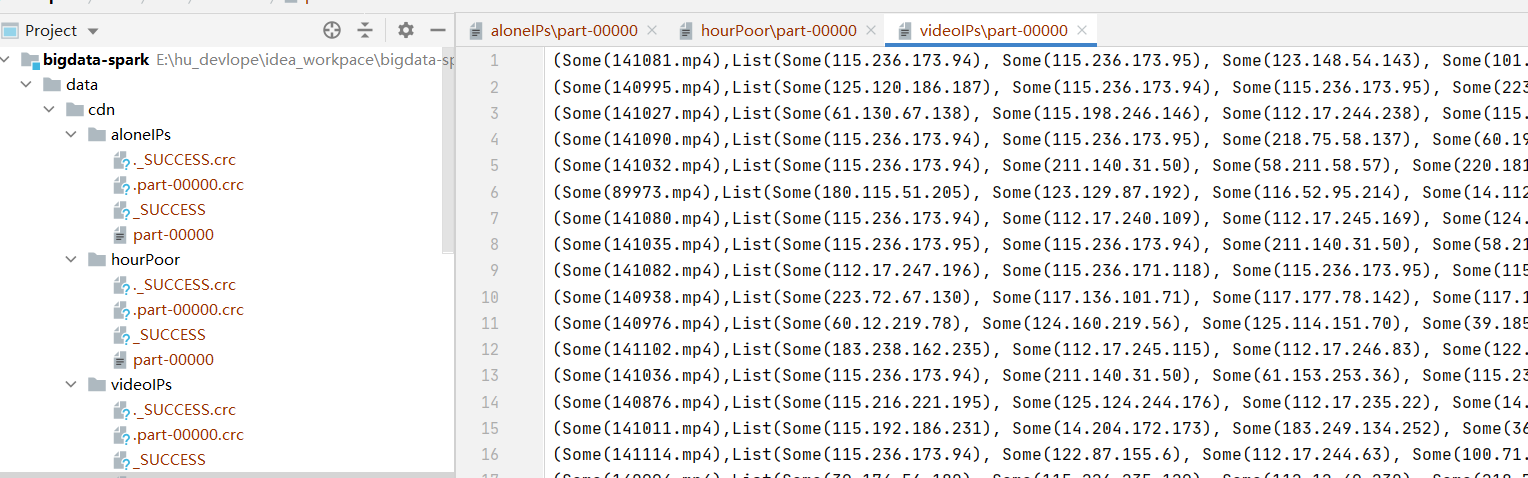 Project
bigdata-spark E:\hu_devlope\idea_workpace\bigdata-sp
data
cdn
aloneIPs
._SUCCESS.crc
.part-00000.crc
_SUCCESS
part-00000
hourPoor
._SUCCESS.crc
.part-00000.crc
_SUCCESS
part-00000
videoIPs
._SUCCESS.crc
.part-00000.crc
_SUCCESS
aloneIPs\part-00000 hourPoor\part-00000 videoIPs\part-00000
1 (Some(141081.mp4),List(Some(115.236.173.94), Some(115.236.173.95), Some(123.148.54.143), Some(101.
2 (Some(140995.mp4),List(Some(125.120.186.187), Some(115.236.173.94), Some(115.236.173.95), Some(223
3 (Some(141027.mp4),List(Some(61.130.67.138), Some(115.198.246.146), Some(112.17.244.238), Some(115.
4 (Some(141090.mp4),List(Some(115.236.173.94), Some(115.236.173.95), Some(218.75.58.137), Some(60.19
5 (Some(141032.mp4),List(Some(115.236.173.94), Some(211.140.31.50), Some(58.211.58.57), Some(220.181
6 (Some(89973.mp4),List(Some(180.115.51.205), Some(123.129.87.192), Some(116.52.95.214), Some(14.112
7 (Some(141080.mp4),List(Some(115.236.173.94), Some(112.17.240.109), Some(112.17.245.169), Some(124.
8 (Some(141035.mp4),List(Some(115.236.173.95), Some(115.236.173.94), Some(211.140.31.50), Some(58.21
9 (Some(141082.mp4),List(Some(112.17.247.196), Some(115.236.171.118), Some(115.236.173.95), Some(115
10 (Some(140938.mp4),List(Some(223.72.67.130), Some(117.136.101.71), Some(117.177.78.142), Some(117.1
11 (Some(140976.mp4),List(Some(60.12.219.78), Some(124.160.219.56), Some(125.114.151.70), Some(39.185
12 (Some(141102.mp4),List(Some(183.238.162.235), Some(112.17.245.115), Some(112.17.246.83), Some(122.
13 (Some(141036.mp4),List(Some(115.236.173.94), Some(211.140.31.50), Some(61.153.253.36), Some(115.23
14 (Some(140876.mp4),List(Some(115.216.221.195), Some(125.124.244.176), Some(112.17.235.22), Some(14.
15 (Some(141011.mp4),List(Some(115.192.186.231), Some(14.204.172.173), Some(183.249.134.252), Some(36
16 (Some(141114.mp4),List(Some(115.236.173.94), Some(122.87.155.6), Some(112.17.244.63), Some(100.71.